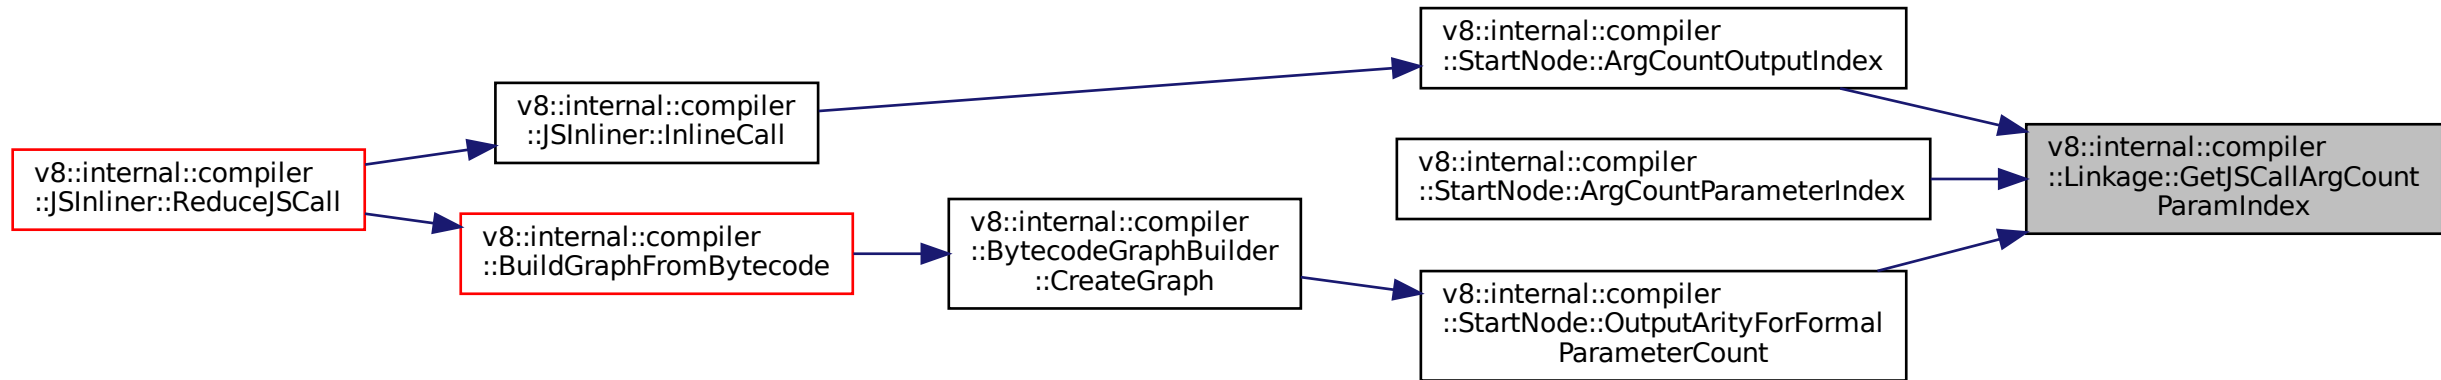 v8::internal::compiler
::JSInliner::ReduceJSCall
v8::internal::compiler
::JSInliner::InlineCall
v8::internal::compiler
::BuildGraphFromBytecode
v8::internal::compiler
::BytecodeGraphBuilder
::CreateGraph
v8::internal::compiler
::StartNode::ArgCountOutputIndex
v8::internal::compiler
::StartNode::ArgCountParameterIndex
v8::internal::compiler
::StartNode::OutputArityForFormal
ParameterCount
v8::internal::compiler
::Linkage::GetJSCallArgCount
ParamIndex